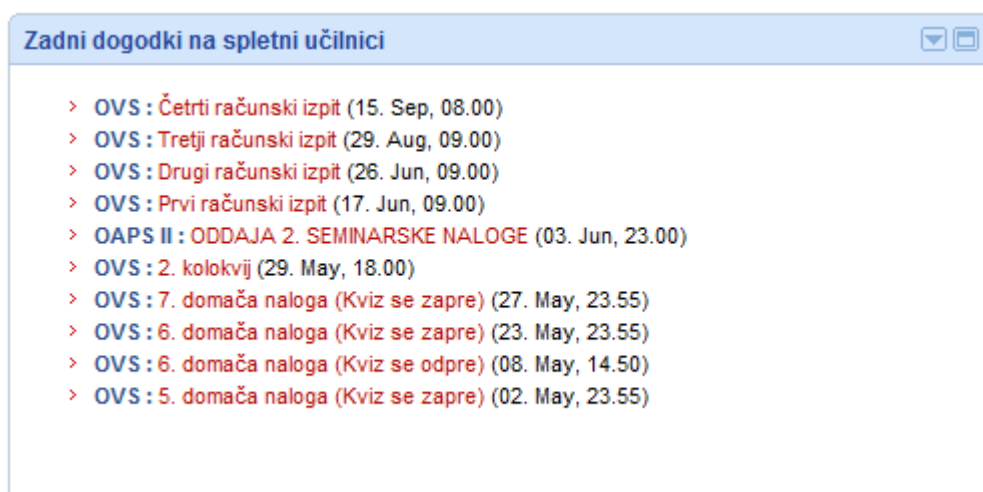 Zadni dogodki na spletni učilnici
OVS : Četrti računski izpit (15. Sep, 08.00)
OVS : Tretji računski izpit (29. Aug, 09.00)
OVS : Drugi računski izpit (26. Jun, 09.00)
OVS : Prvi računski izpit (17. Jun, 09.00)
OAPS II : ODDAJA 2. SEMINARSKE NALOGE (03. Jun, 23.00)
OVS : 2. kolokvij (29. May, 18.00)
OVS : 7. domača naloga (Kviz se zapre) (27. May, 23.55)
OVS : 6. domača naloga (Kviz se zapre) (23. May, 23.55)
OVS : 6. domača naloga (Kviz se odpre) (08. May, 14.50)
OVS : 5. domača naloga (Kviz se zapre) (02. May, 23.55)